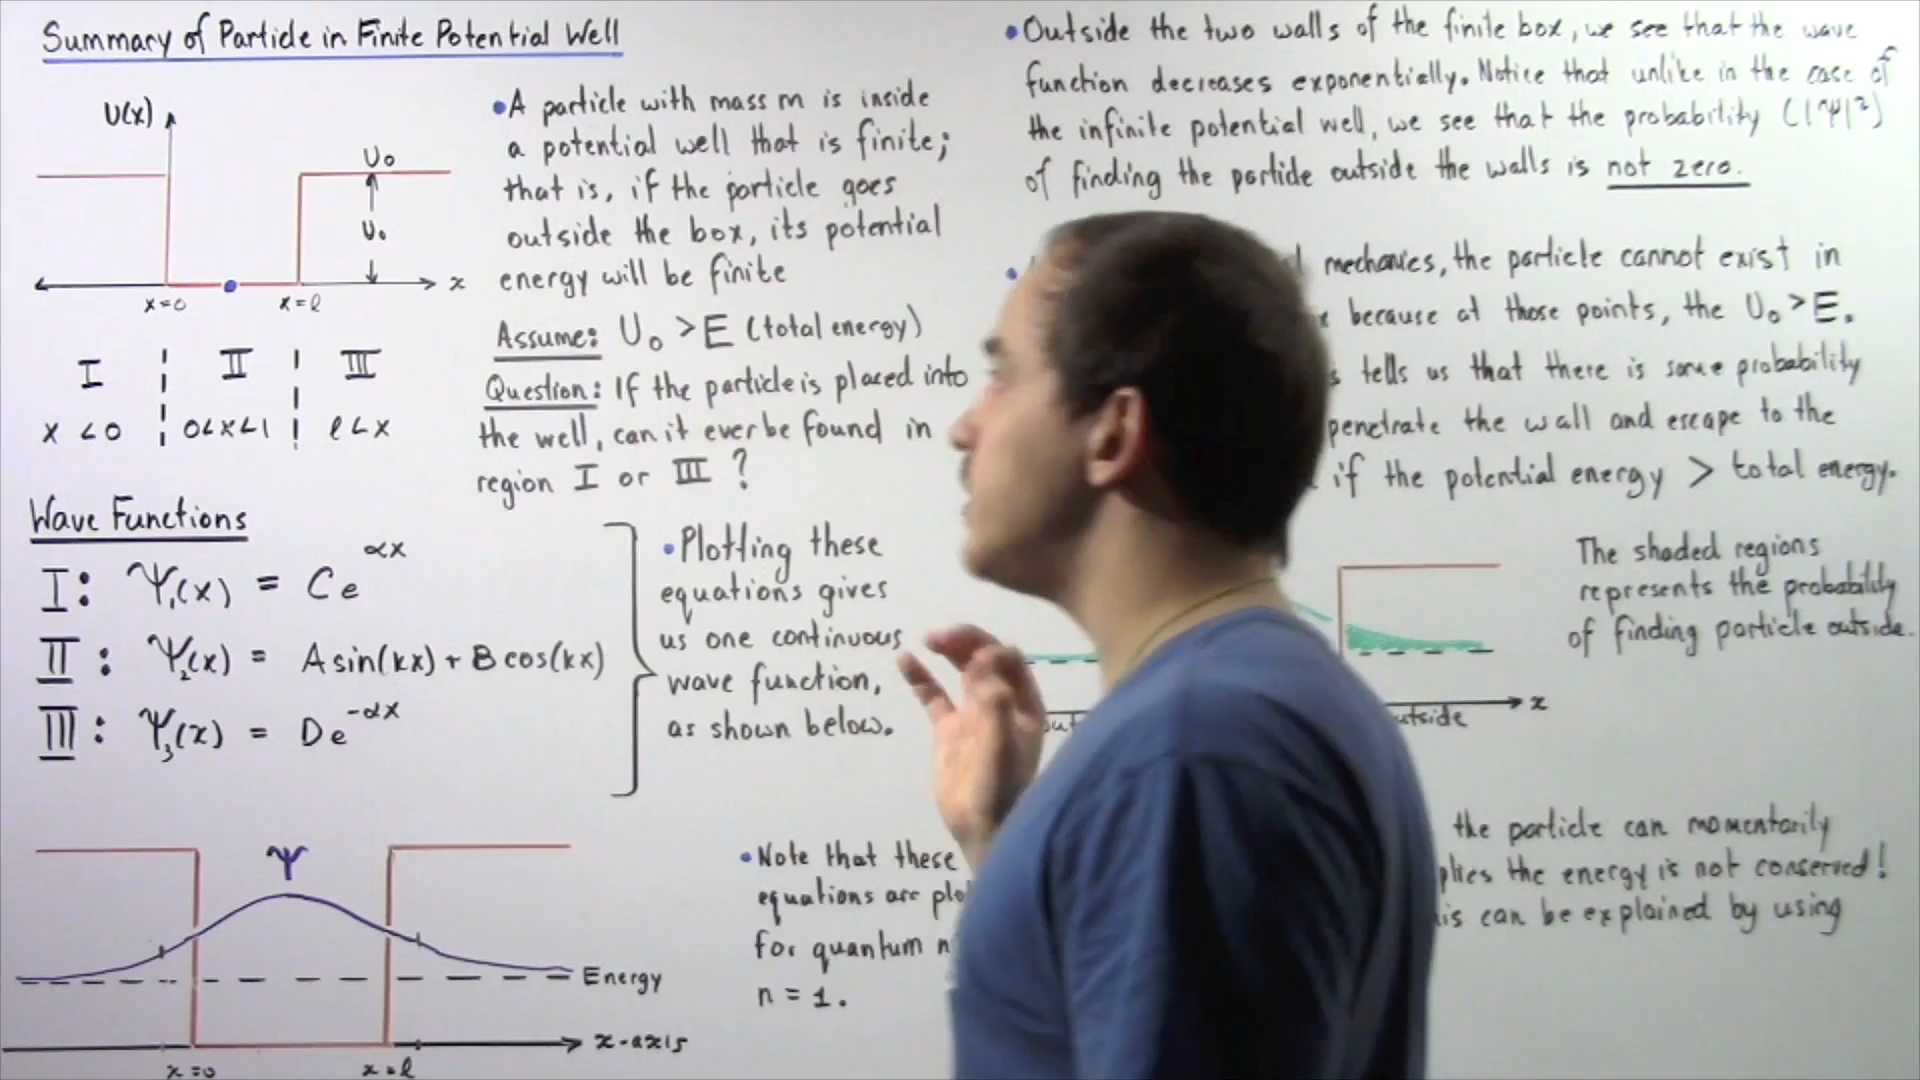 Summary of Particle in Finite Potential Well
U(x)
U₀
U₀
x
x=0
x=l
I
II
III
x<0
0<x<l
l<x
• A particle with mass m is inside
a potential well that is finite;
that is, if the particle goes
outside the box, its potential
energy will be finite
Assume: U₀ > E (total energy)
Question: If the particle is placed into
the well, can it ever be found in
region I or III ?
Wave Functions
I: Ψ₁(x) = Ce^αx
II: Ψ₂(x) = Asin(kx) + Bcos(kx)
III: Ψ₃(x) = De^-αx
• Plotting these
equations gives
us one continuous
wave function,
as shown below.
Ψ
Energy
x-axis
x=0
x=l
• Note that these
equations are
for quantum
n = 1.
• Outside the two walls of the finite box, we see that the wave
function decreases exponentially. Notice that unlike in the case of
the infinite potential well, we see that the probability (|Ψ|²)
of finding the particle outside the walls is not zero.
mechanics, the particle cannot exist in
because at those points, the U₀ > E.
tells us that there is some probability
penetrate the wall and escape to the
if the potential energy > total energy.
The shaded regions
represents the probability
of finding particle outside.
x
the particle can momentarily
the energy is not conserved!
can be explained by using